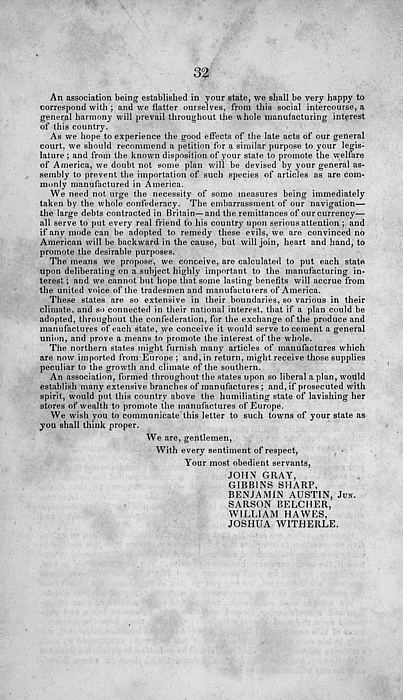 32
An association being established in your state, we shall be very happy to
correspond with ; and we flatter ourselves, from this social intercourse, a
general harmony will prevail throughout the whole manufacturing interest
of this country.
As we hope to experience the good effects of the late acts of our general
court, we should recommend a petition for a similar purpose to your legis-
lature ; and from the known disposition of your state to promote the welfare
of America, we doubt not some plan will be devised by your general as-
sembly to prevent the importation of such species of articles as are com-
monly manufactured in America.
We need not urge the necessity of some measures being immediately
taken by the whole confederacy. The embarrassment of our navigation—
the large debts contracted in Britain—and the remittances of our currency—
all serve to put every real friend to his country upon serious attention ; and
if any mode can be adopted to remedy these evils, we are convinced no
American will be backward in the cause, but will join, heart and hand, to
promote the desirable purposes.
The means we propose, we conceive, are calculated to put each state
upon deliberating on a subject highly important to the manufacturing in-
terest ; and we cannot but hope that some lasting benefits will accrue from
the united voice of the tradesmen and manufacturers of America.
These states are so extensive in their boundaries, so various in their
climate, and so connected in their national interest, that if a plan could be
adopted, throughout the confederation, for the exchange of the produce and
manufactures of each state, we conceive it would serve to cement a general
union, and prove a means to promote the interest of the whole.
The northern states might furnish many articles of manufactures which
are now imported from Europe ; and, in return, might receive those supplies
peculiar to the growth and climate of the southern.
An association, formed throughout the states upon so liberal a plan, would
establish many extensive branches of manufactures ; and, if prosecuted with
spirit, would put this country above the humiliating state of lavishing her
stores of wealth to promote the manufactures of Europe.
We wish you to communicate this letter to such towns of your state as
you shall think proper.
We are, gentlemen,
With every sentiment of respect,
Your most obedient servants,
JOHN GRAY,
GIBBINS SHARP,
BENJAMIN AUSTIN, Jun.
SARSON BELCHER,
WILLIAM HAWES,
JOSHUA WITHERLE.